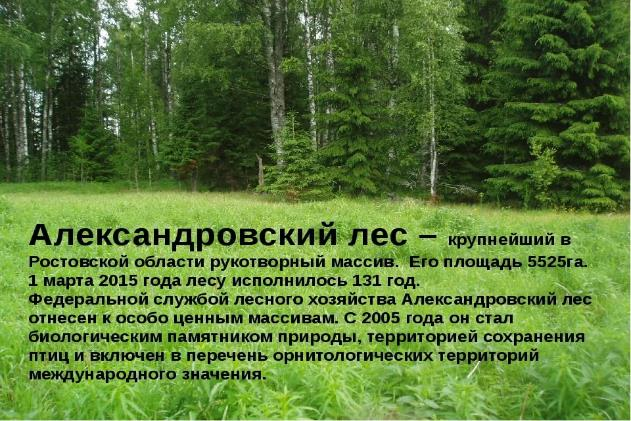 Александровский лес – крупнейший в
Ростовской области рукотворный массив. Его площадь 5525га.
1 марта 2015 года лесу исполнилось 131 год.
Федеральной службой лесного хозяйства Александровский лес
отнесен к особо ценным массивам. С 2005 года он стал
биологическим памятником природы, территорией сохранения
птиц и включен в перечень орнитологических территорий
международного значения.